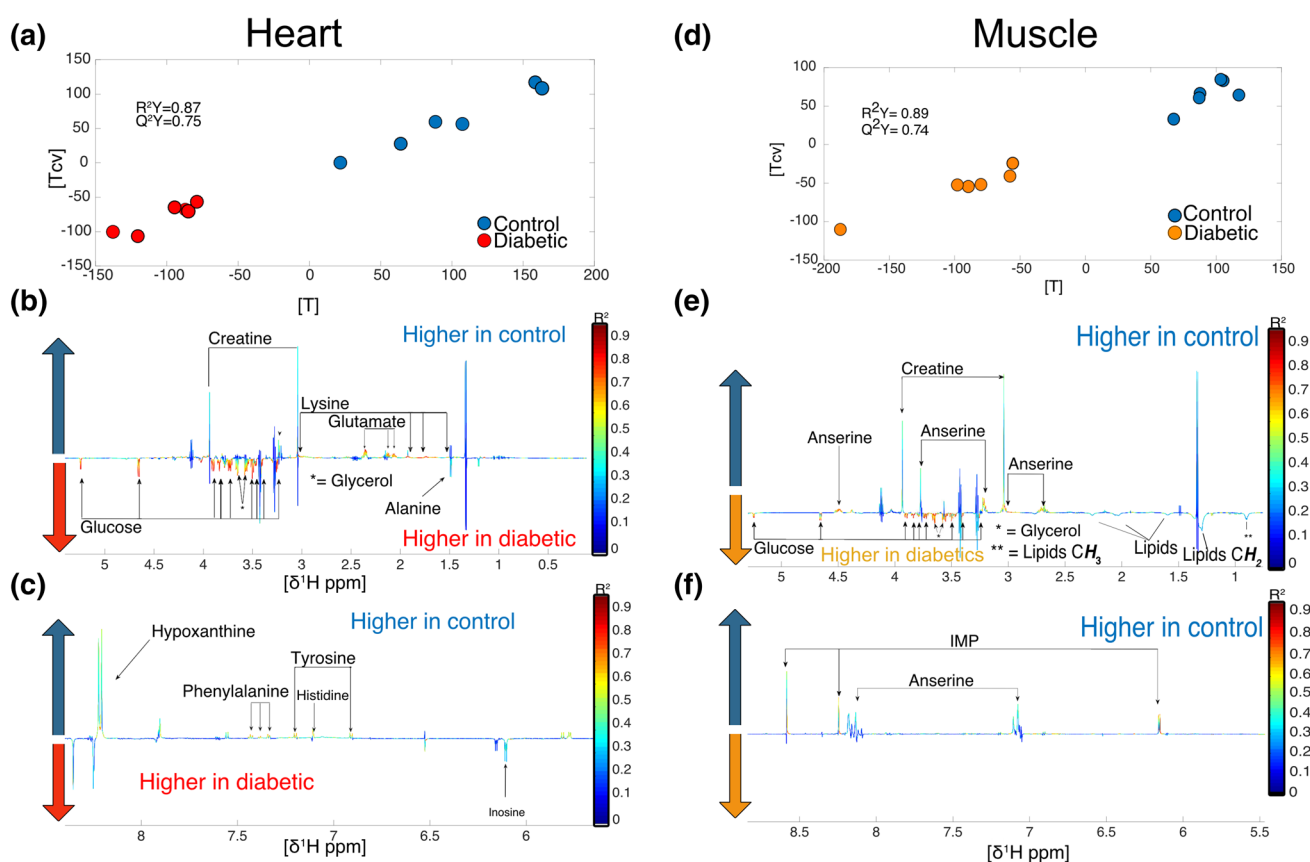 (a)
Heart
150
100
50
0
-50
-100
-150
[Tcv]
R²Y=0.87
Q²Y=0.75
Control
Diabetic
-150
-100
-50
0
50
100
150
200
[T]
(b)
Higher in control
Creatine
Lysine
Glutamate
*
*
*= Glycerol
Alanine
Glucose
Higher in diabetic
5
4.5
4
3.5
3
2.5
2
1.5
1
0.5
[δ¹H ppm]
R²
0.9
0.8
0.7
0.6
0.5
0.4
0.3
0.2
0.1
0
(c)
Higher in control
Hypoxanthine
Tyrosine
Phenylalanine
Histidine
Higher in diabetic
Inosine
8
7.5
7
6.5
6
[δ¹H ppm]
R²
0.9
0.8
0.7
0.6
0.5
0.4
0.3
0.2
0.1
0
(d)
Muscle
100
50
0
-50
-100
-150
[Tcv]
R²Y= 0.89
Q²Y= 0.74
Control
Diabetic
-200
-150
-100
-50
0
50
100
150
[T]
(e)
Higher in control
Creatine
Anserine
Anserine
Anserine
Glucose
*
Higher in diabetics
* = Glycerol
** = Lipids CH₃
Lipids
Lipids CH₂
**
5
4.5
4
3.5
3
2.5
2
1.5
1
[δ¹H ppm]
R²
0.9
0.8
0.7
0.6
0.5
0.4
0.3
0.2
0.1
0
(f)
Higher in control
IMP
Anserine
8.5
8
7.5
7
6.5
6
5.5
[δ¹H ppm]
R²
0.9
0.8
0.7
0.6
0.5
0.4
0.3
0.2
0.1
0